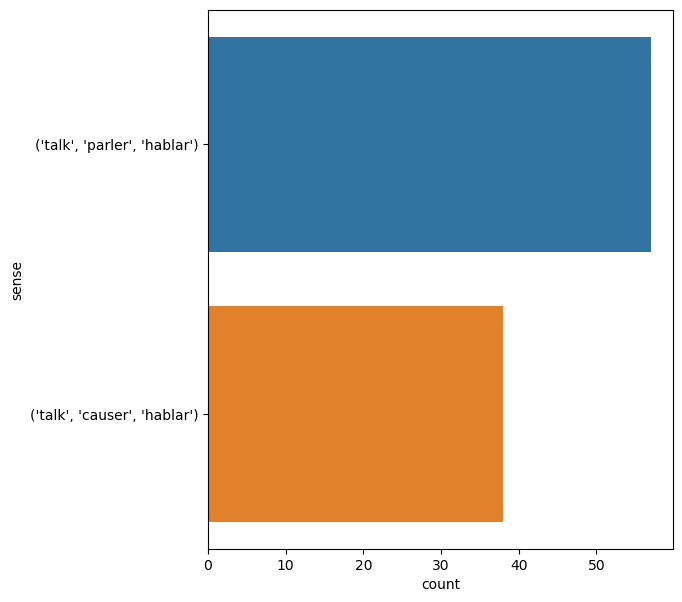 ('talk', 'parler', 'hablar')
sense
('talk', 'causer', 'hablar')
0 10 20 30 40 50
count